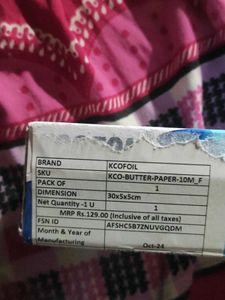 BRAND KCOFOIL
SKU KCO-BUTTER-PAPER-10M_F
PACK OF 1
DIMENSION 30x5x5cm
Net Quantity -1 U 1
MRP Rs.129.00 (Inclusive of all taxes)
FSN ID AFSHC5B7ZNUVGQDM
Month & Year of
Manufacturing Oct-24